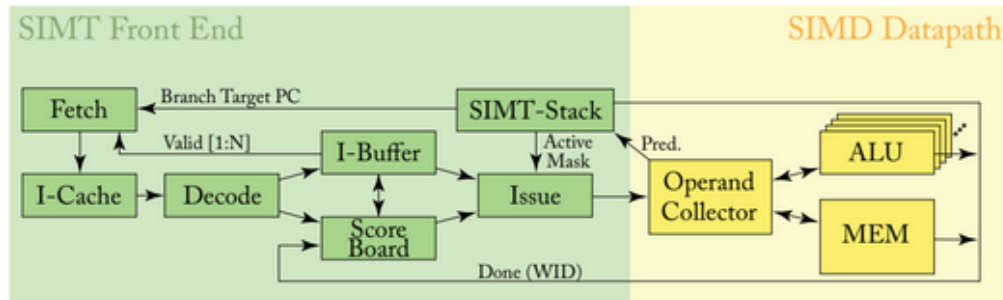 SIMT Front End
SIMD Datapath
Fetch
Branch Target PC
SIMT-Stack
Valid [1:N]
I-Buffer
Active
Mask
Pred.
ALU
I-Cache
Decode
Issue
Operand
Collector
Score
Board
MEM
Done (WID)